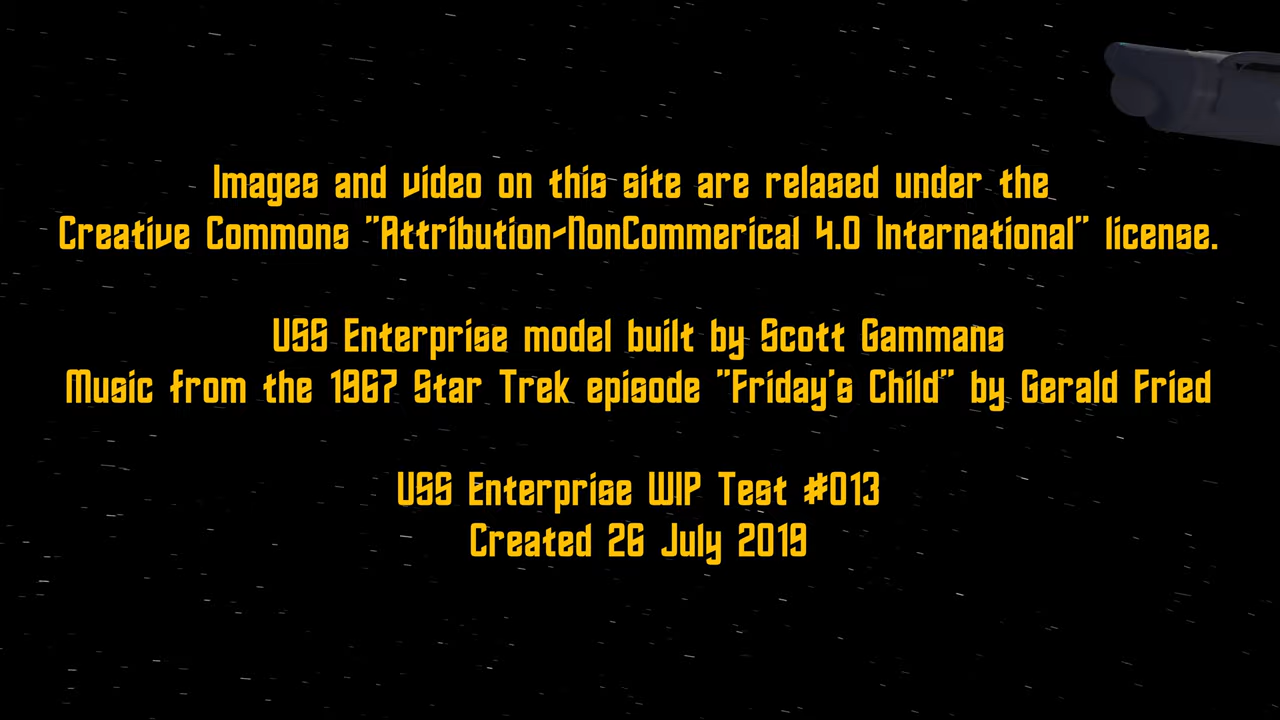 Images and video on this site are relased under the
Creative Commons "Attribution-NonCommerical 4.0 International" license.
USS Enterprise model built by Scott Gammans
Music from the 1967 Star Trek episode "Friday's Child" by Gerald Fried
USS Enterprise WIP Test #013
Created 26 July 2019